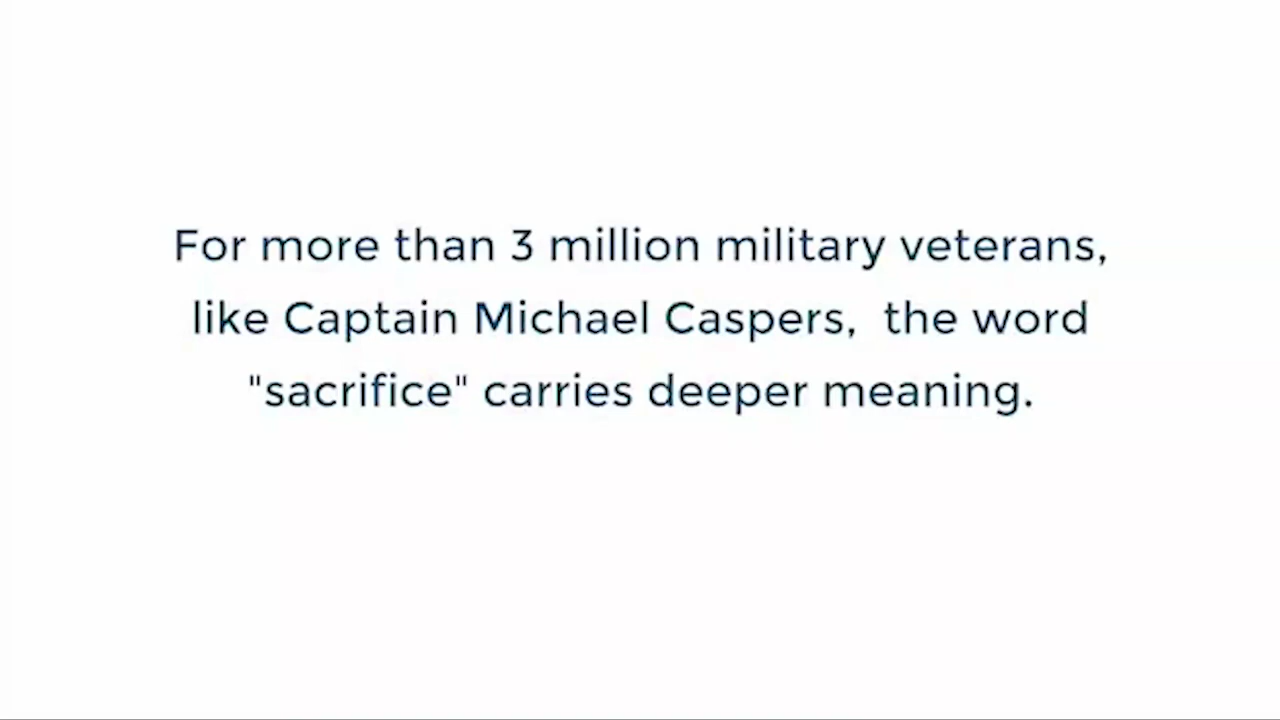 For more than 3 million military veterans,
like Captain Michael Caspers,  the word
"sacrifice" carries deeper meaning.